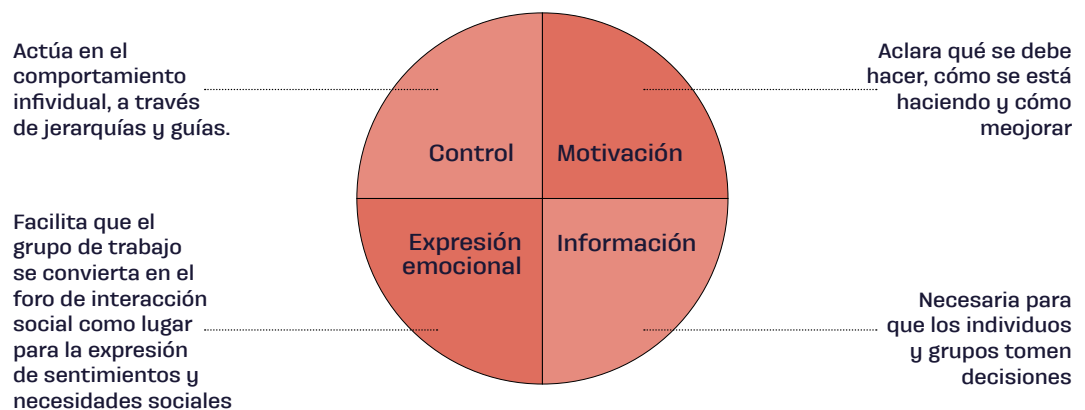 Actúa en el
comportamiento
infividual, a través
de jerarquías y guías.
Control
Motivación
Aclara qué se debe
hacer, cómo se está
haciendo y cómo
meojorar
Facilita que el
grupo de trabajo
se convierta en el
foro de interacción
social como lugar
para la expresión
de sentimientos y
necesidades sociales
Expresión
emocional
Información
Necesaria para
que los individuos
y grupos tomen
decisiones